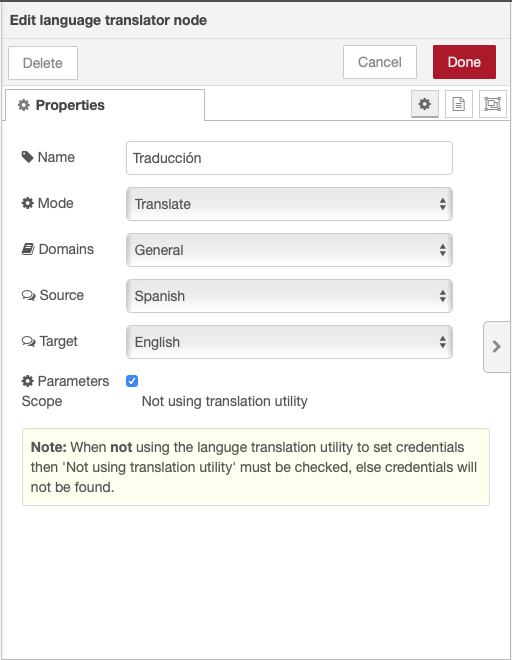 Edit language translator node
Delete
Cancel
Done
Properties
Name
Traducción
Mode
Translate
Domains
General
Source
Spanish
Target
English
Parameters
Scope
Not using translation utility
Note: When not using the languge translation utility to set credentials
then 'Not using translation utility' must be checked, else credentials will
not be found.